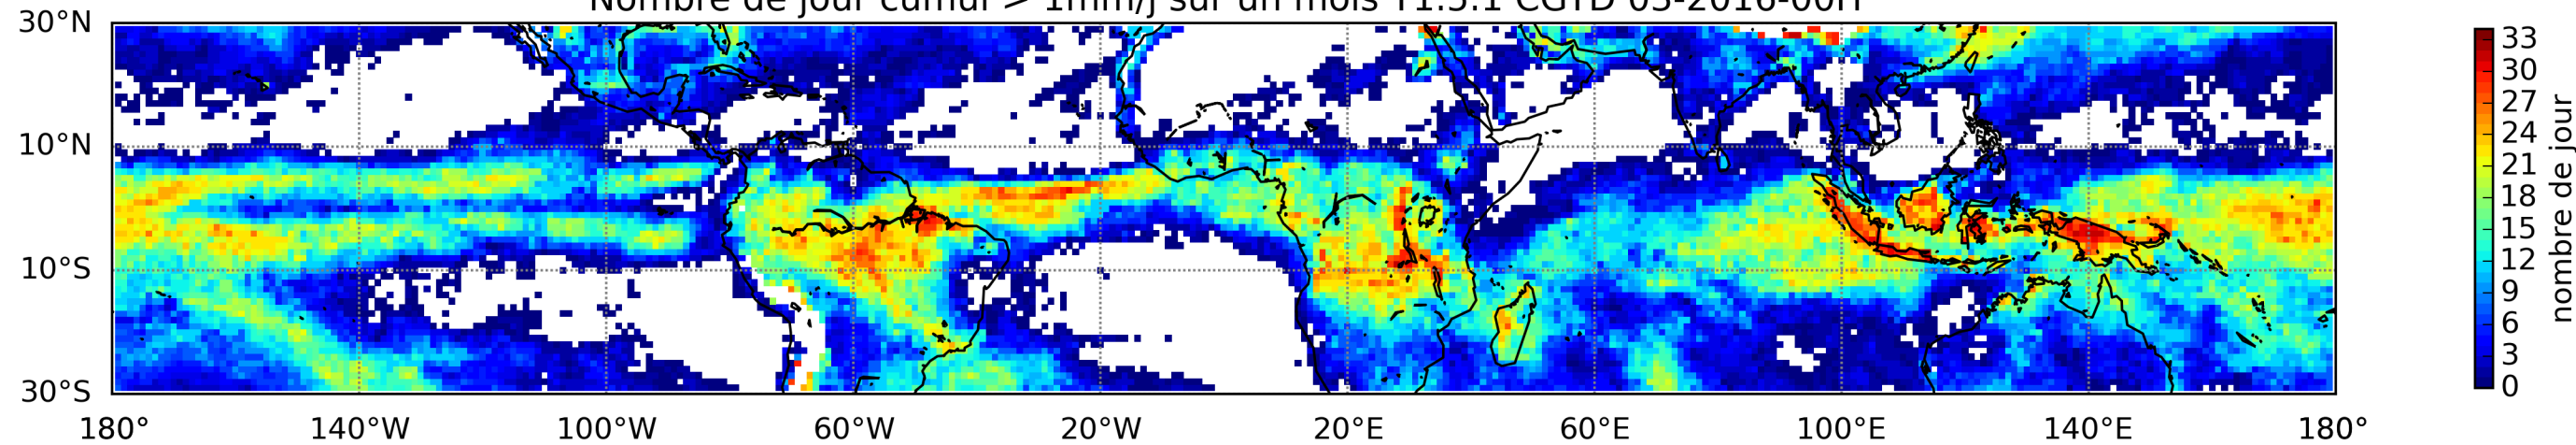 Nombre de jour cumul > 1mm/j sur un mois T1.5.1 CGTD 03-2016-00H
30°N
10°N
10°S
30°S
180° 140°W 100°W 60°W 20°W 20°E 60°E 100°E 140°E 180°
33
30
27
24
21
18
15
12
9
6
3
0
nombre de jour